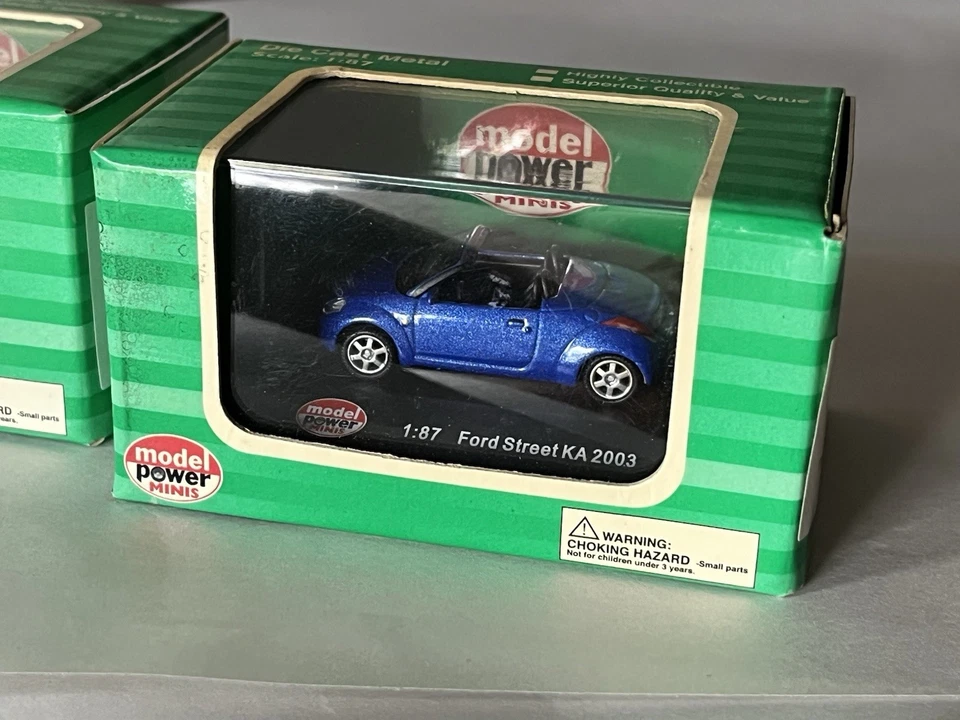 & Value
Die Cast Metal
Scale: 1:87
Highly Collectible
Superior Quality & Value
model
power
MINIS
model
power
MINIS
1:87 Ford Street KA 2003
model
power
MINIS
WARNING:
CHOKING HAZARD -Small parts
Not for children under 3 years.
RD -Small parts
ears.